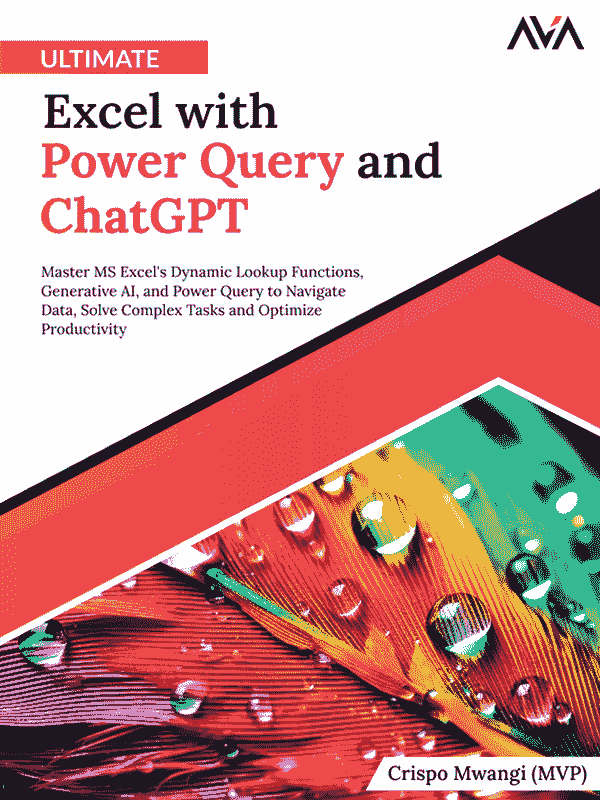 AVA
ULTIMATE
Excel with
Power Query and
ChatGPT
Master MS Excel's Dynamic Lookup Functions,
Generative AI, and Power Query to Navigate
Data, Solve Complex Tasks and Optimize
Productivity
Crispo Mwangi (MVP)